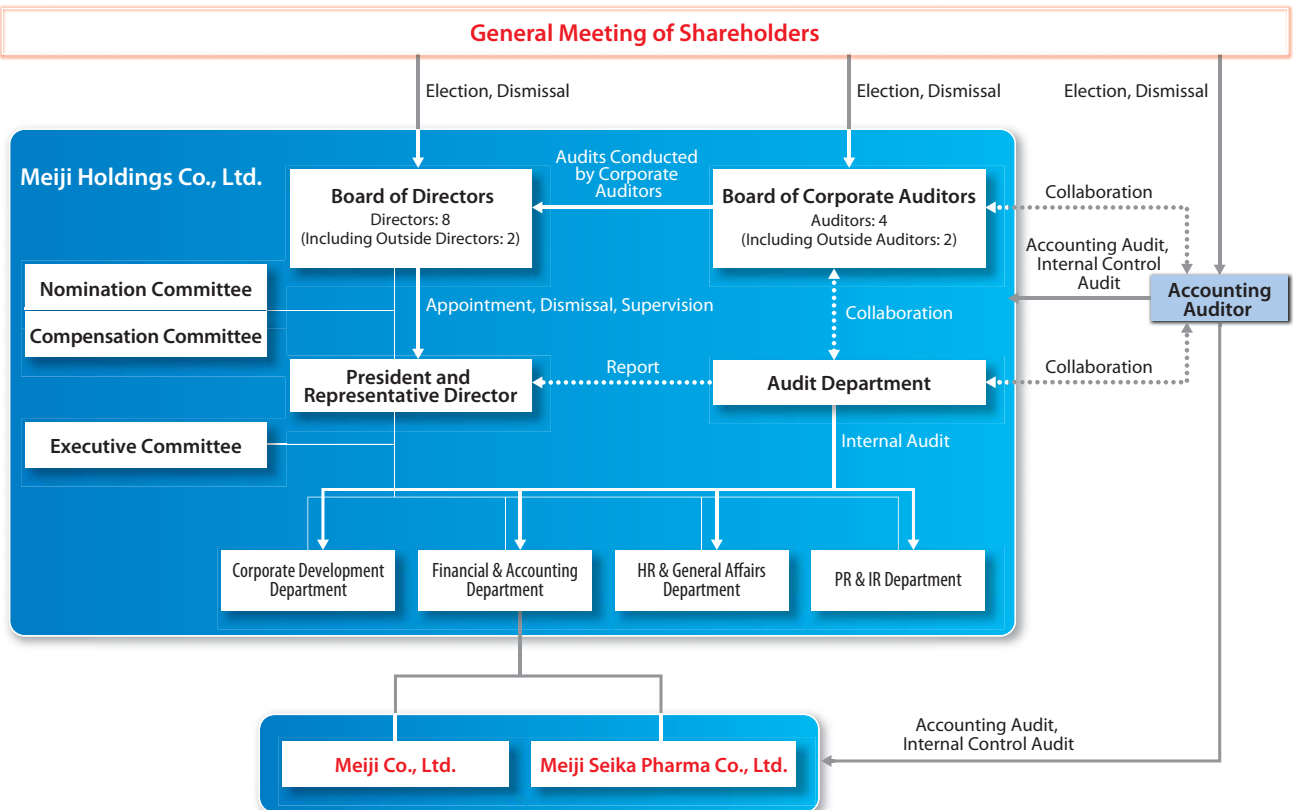 General Meeting of Shareholders
Election, Dismissal
Election, Dismissal
Election, Dismissal
Meiji Holdings Co., Ltd.
Board of Directors
Directors: 8
(Including Outside Directors: 2)
Audits Conducted
by Corporate
Auditors
Board of Corporate Auditors
Auditors: 4
(Including Outside Auditors: 2)
Collaboration
Accounting Audit,
Internal Control
Audit
Accounting
Auditor
Nomination Committee
Compensation Committee
Appointment, Dismissal, Supervision
Collaboration
President and
Representative Director
Report
Audit Department
Collaboration
Executive Committee
Internal Audit
Corporate Development
Department
Financial & Accounting
Department
HR & General Affairs
Department
PR & IR Department
Meiji Co., Ltd.
Meiji Seika Pharma Co., Ltd.
Accounting Audit,
Internal Control Audit